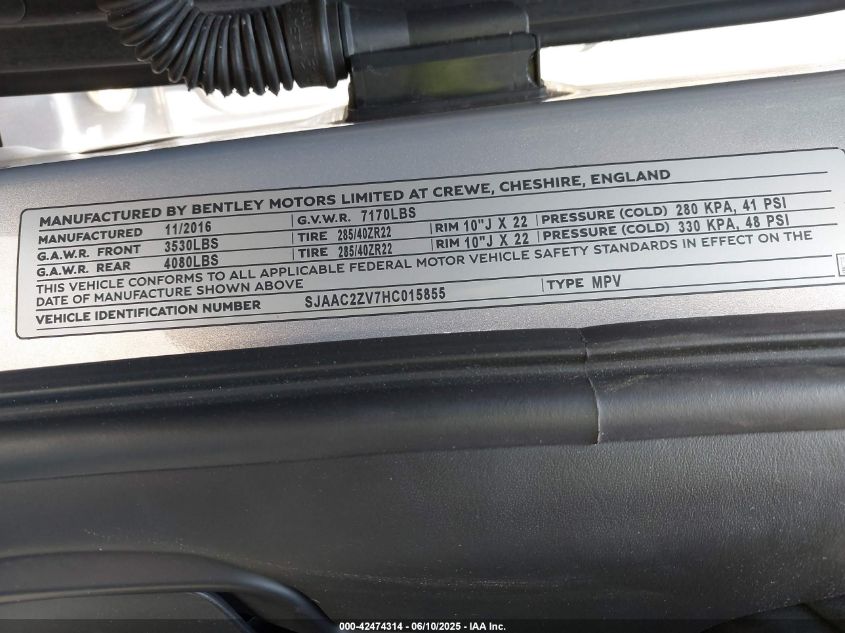 MANUFACTURED BY BENTLEY MOTORS LIMITED AT CREWE, CHESHIRE, ENGLAND
MANUFACTURED 11/2016 G.V.W.R. 7170LBS
G.A.W.R. FRONT 3530LBS TIRE 285/40ZR22 RIM 10"J X 22 PRESSURE (COLD) 280 KPA, 41 PSI
G.A.W.R. REAR 4080LBS TIRE 285/40ZR22 RIM 10"J X 22 PRESSURE (COLD) 330 KPA, 48 PSI
THIS VEHICLE CONFORMS TO ALL APPLICABLE FEDERAL MOTOR VEHICLE SAFETY STANDARDS IN EFFECT ON THE
DATE OF MANUFACTURE SHOWN ABOVE
VEHICLE IDENTIFICATION NUMBER SJAAC2ZV7HC015855 TYPE MPV
000-42474314 - 06/10/2025 - IAA Inc.